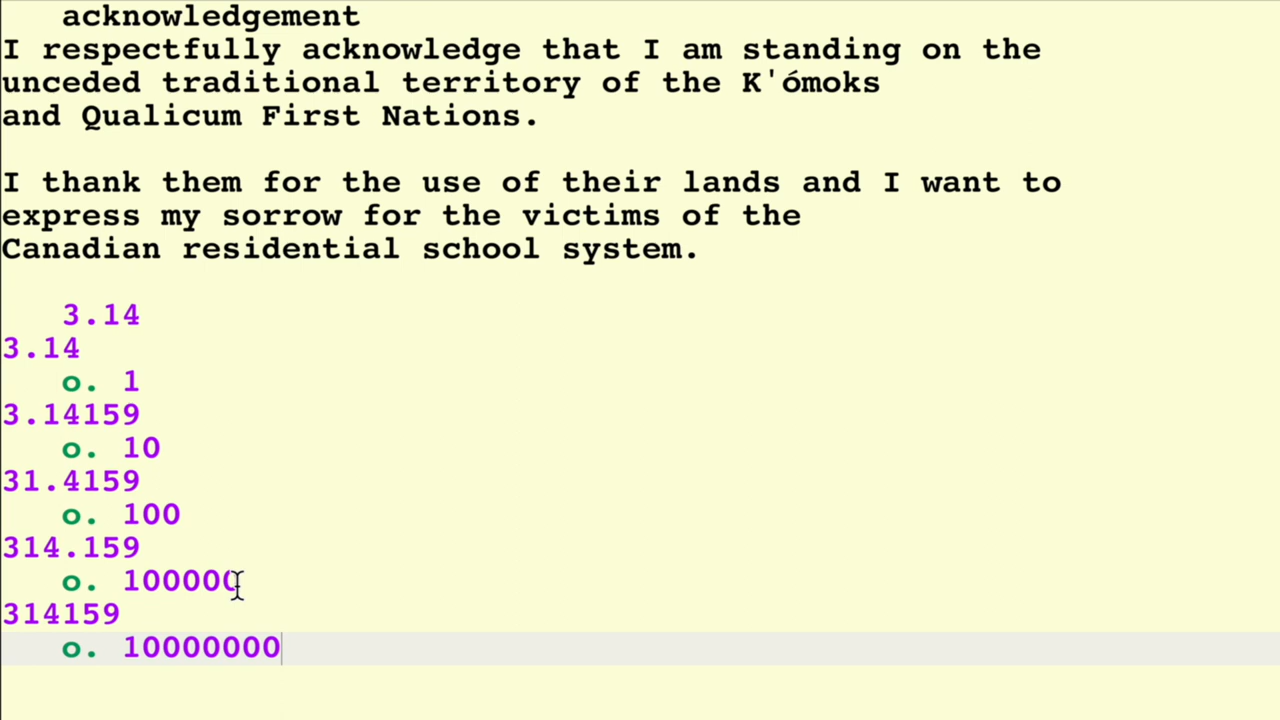 acknowledgement
I respectfully acknowledge that I am standing on the
unceded traditional territory of the K'ómoks
and Qualicum First Nations.
I thank them for the use of their lands and I want to
express my sorrow for the victims of the
Canadian residential school system.
3.14
3.14
o. 1
3.14159
o. 10
31.4159
o. 100
314.159
o. 100000
314159
o. 10000000